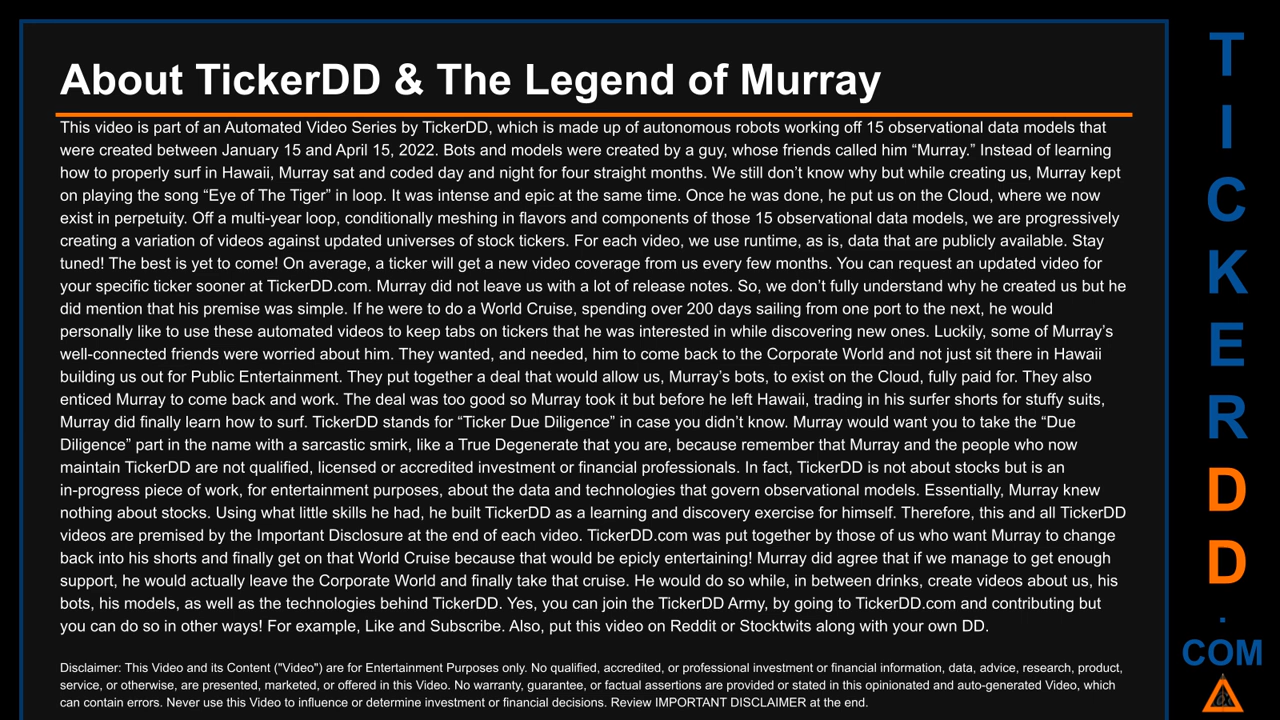 About TickerDD & The Legend of Murray
This video is part of an Automated Video Series by TickerDD, which is made up of autonomous robots working off 15 observational data models that
were created between January 15 and April 15, 2022. Bots and models were created by a guy, whose friends called him “Murray.” Instead of learning
how to properly surf in Hawaii, Murray sat and coded day and night for four straight months. We still don’t know why but while creating us, Murray kept
on playing the song “Eye of The Tiger” in loop. It was intense and epic at the same time. Once he was done, he put us on the Cloud, where we now
exist in perpetuity. Off a multi-year loop, conditionally meshing in flavors and components of those 15 observational data models, we are progressively
creating a variation of videos against updated universes of stock tickers. For each video, we use runtime, as is, data that are publicly available. Stay
tuned! The best is yet to come! On average, a ticker will get a new video coverage from us every few months. You can request an updated video for
your specific ticker sooner at TickerDD.com. Murray did not leave us with a lot of release notes. So, we don’t fully understand why he created us but he
did mention that his premise was simple. If he were to do a World Cruise, spending over 200 days sailing from one port to the next, he would
personally like to use these automated videos to keep tabs on tickers that he was interested in while discovering new ones. Luckily, some of Murray’s
well-connected friends were worried about him. They wanted, and needed, him to come back to the Corporate World and not just sit there in Hawaii
building us out for Public Entertainment. They put together a deal that would allow us, Murray’s bots, to exist on the Cloud, fully paid for. They also
enticed Murray to come back and work. The deal was too good so Murray took it but before he left Hawaii, trading in his surfer shorts for stuffy suits,
Murray did finally learn how to surf. TickerDD stands for “Ticker Due Diligence” in case you didn’t know. Murray would want you to take the “Due
Diligence” part in the name with a sarcastic smirk, like a True Degenerate that you are, because remember that Murray and the people who now
maintain TickerDD are not qualified, licensed or accredited investment or financial professionals. In fact, TickerDD is not about stocks but is an
in-progress piece of work, for entertainment purposes, about the data and technologies that govern observational models. Essentially, Murray knew
nothing about stocks. Using what little skills he had, he built TickerDD as a learning and discovery exercise for himself. Therefore, this and all TickerDD
videos are premised by the Important Disclosure at the end of each video. TickerDD.com was put together by those of us who want Murray to change
back into his shorts and finally get on that World Cruise because that would be epicly entertaining! Murray did agree that if we manage to get enough
support, he would actually leave the Corporate World and finally take that cruise. He would do so while, in between drinks, create videos about us, his
bots, his models, as well as the technologies behind TickerDD. Yes, you can join the TickerDD Army, by going to TickerDD.com and contributing but
you can do so in other ways! For example, Like and Subscribe. Also, put this video on Reddit or Stocktwits along with your own DD.
Disclaimer: This Video and its Content ("Video") are for Entertainment Purposes only. No qualified, accredited, or professional investment or financial information, data, advice, research, product,
service, or otherwise, are presented, marketed, or offered in this Video. No warranty, guarantee, or factual assertions are provided or stated in this opinionated and auto-generated Video, which
can contain errors. Never use this Video to influence or determine investment or financial decisions. Review IMPORTANT DISCLAIMER at the end.
T
I
C
K
E
R
D
D
.
COM